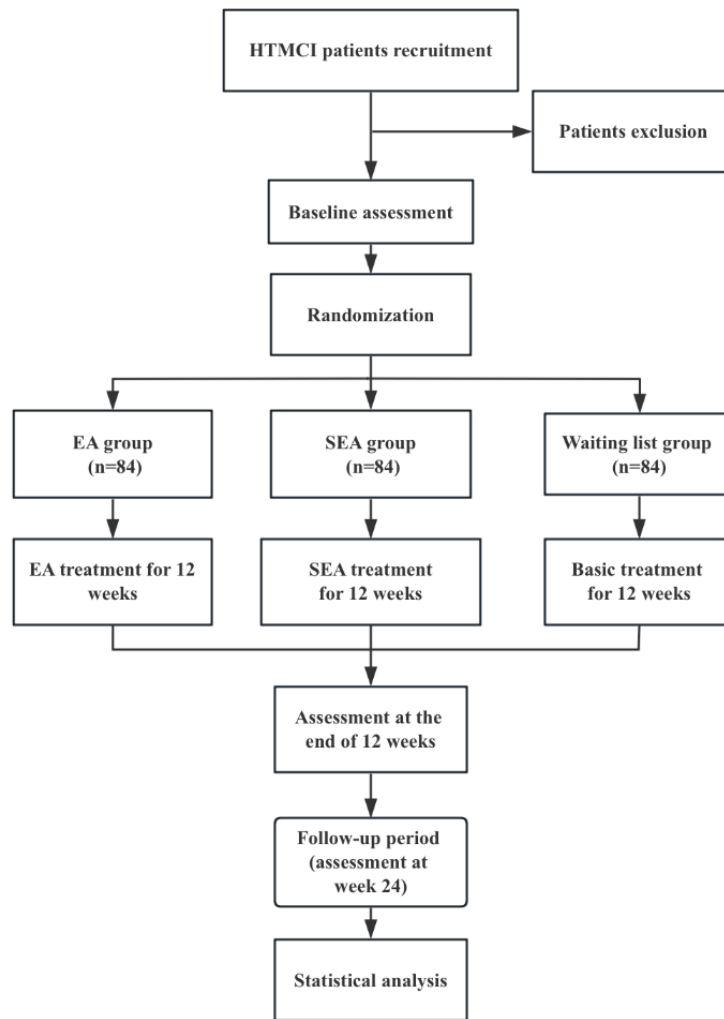 HTMCI patients recruitment
Patients exclusion
Baseline assessment
Randomization
EA group
(n=84)
SEA group
(n=84)
Waiting list group
(n=84)
EA treatment for 12
weeks
SEA treatment
for 12 weeks
Basic treatment
for 12 weeks
Assessment at the
end of 12 weeks
Follow-up period
(assessment at
week 24)
Statistical analysis